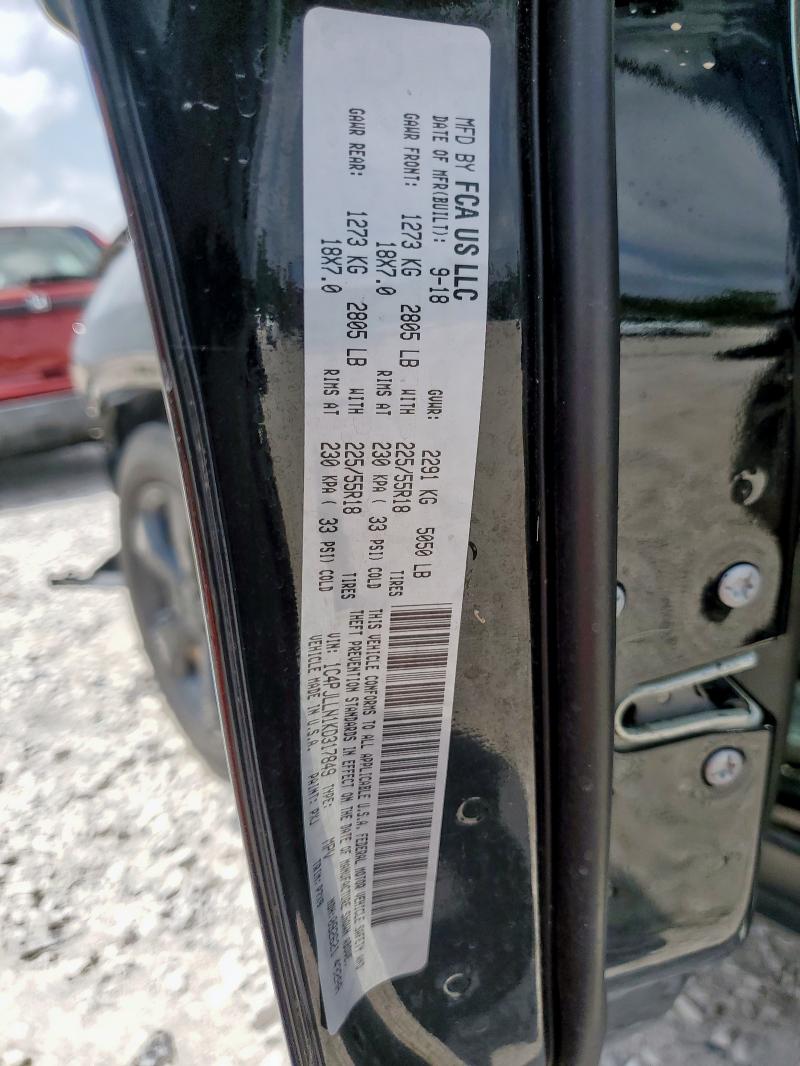 MFD BY FCA US LLC
DATE OF MFR(BUILT): 9-18 GVWR: 2291 KG 5050 LB
GAWR FRONT: 1273 KG 2805 LB WITH 225/55R18 TIRES
18X7.0 RIMS AT 230 KPA ( 33 PSI) COLD
GAWR REAR: 1273 KG 2805 LB WITH 225/55R18 TIRES
18X7.0 RIMS AT 230 KPA ( 33 PSI) COLD
THIS VEHICLE CONFORMS TO ALL APPLICABLE U.S.A. FEDERAL MOTOR VEHICLE SAFETY AND
THEFT PREVENTION STANDARDS IN EFFECT ON THE DATE OF MANUFACTURE SHOWN ABOVE.
VIN: 1C4PJLLN1KD317849 TYPE: MPV
VEHICLE MADE IN U.S.A. PAINT: PXJ TRIM: